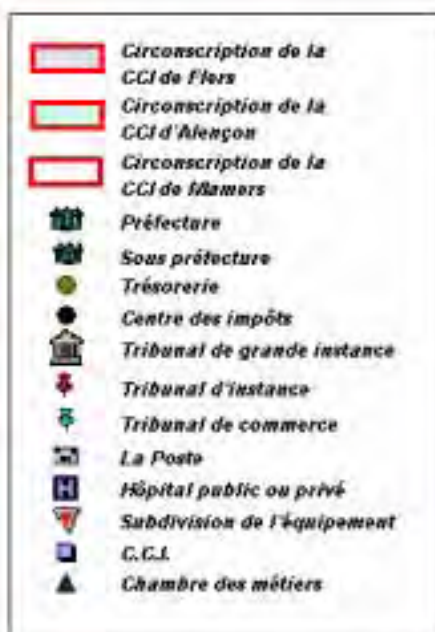 Circonscription de la
CCI de Flers
Circonscription de la
CCI d'Alençon
Circonscription de la
CCI de Mamers
Préfecture
Sous préfecture
Trésorerie
Centre des impôts
Tribunal de grande instance
Tribunal d'instance
Tribunal de commerce
La Poste
H Hôpital public ou privé
Subdivision de l'équipement
C.C.I.
Chambre des métiers